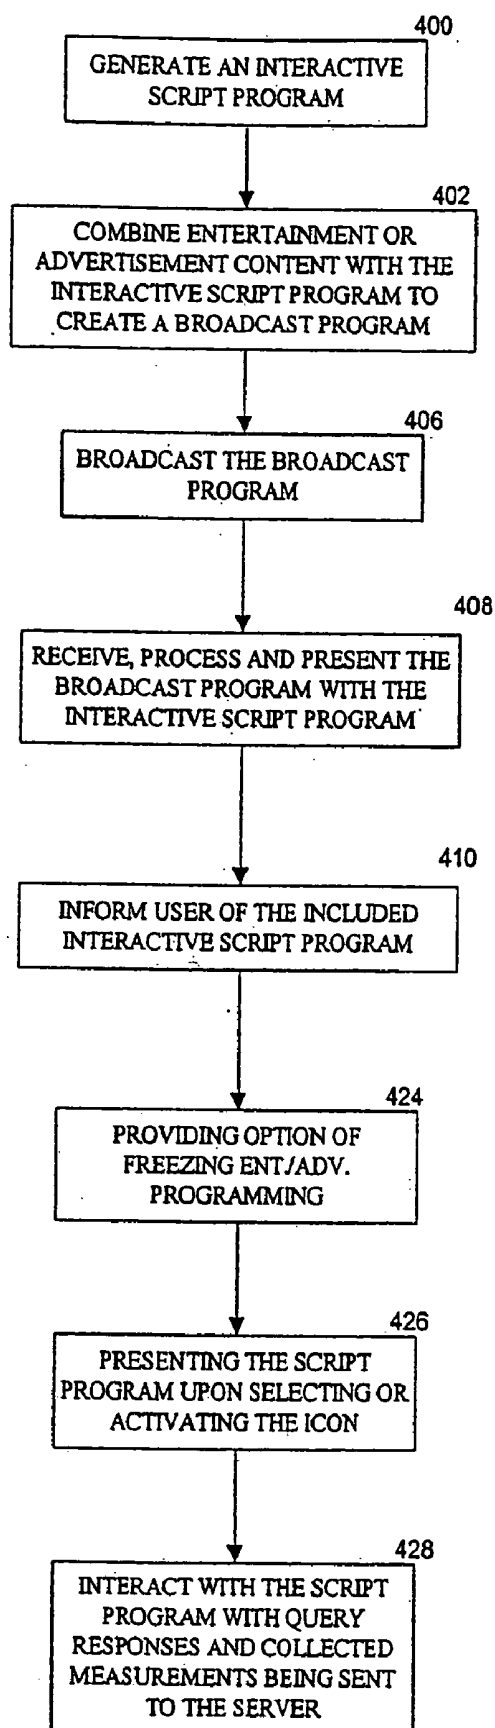 400
GENERATE AN INTERACTIVE
SCRIPT PROGRAM
402
COMBINE ENTERTAINMENT OR
ADVERTISEMENT CONTENT WITH THE
INTERACTIVE SCRIPT PROGRAM TO
CREATE A BROADCAST PROGRAM
406
BROADCAST THE BROADCAST
PROGRAM
408
RECEIVE, PROCESS AND PRESENT THE
BROADCAST PROGRAM WITH THE
INTERACTIVE SCRIPT PROGRAM
410
INFORM USER OF THE INCLUDED
INTERACTIVE SCRIPT PROGRAM
424
PROVIDING OPTION OF
FREEZING ENT./ADV.
PROGRAMMING
426
PRESENTING THE SCRIPT
PROGRAM UPON SELECTING OR
ACTIVATING THE ICON
428
INTERACT WITH THE SCRIPT
PROGRAM WITH QUERY
RESPONSES AND COLLECTED
MEASUREMENTS BEING SENT
TO THE SERVER